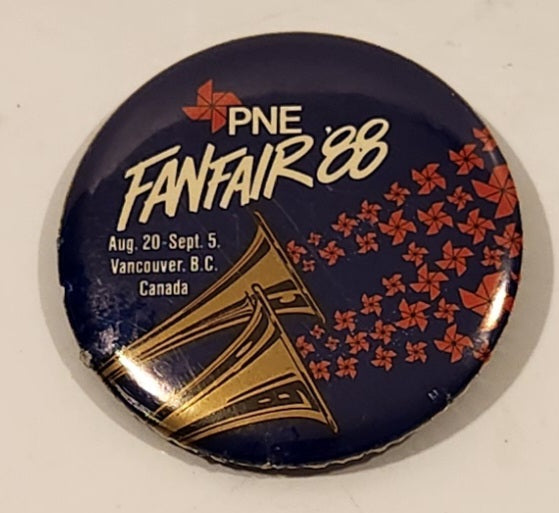 PNE
FANFAIR '88
Aug. 20-Sept. 5.
Vancouver, B.C.
Canada